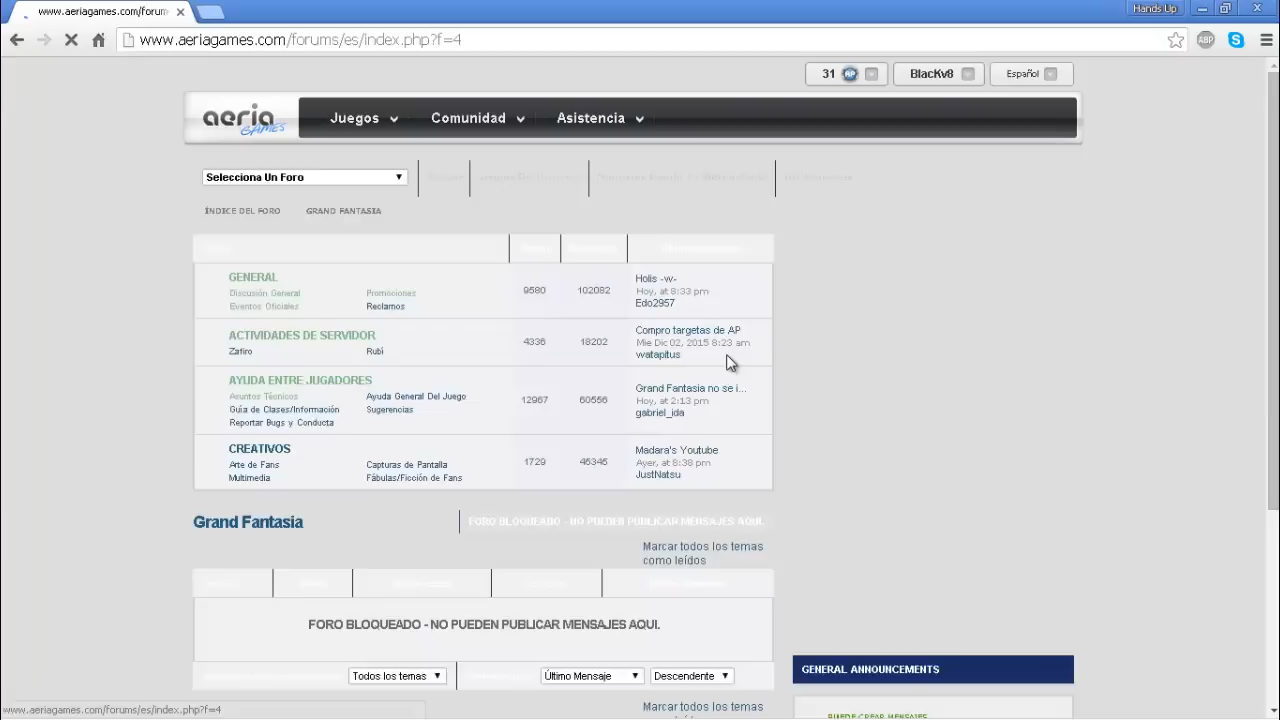 www.aeriagames.com/forum
Hands Up
www.aeriagames.com/forums/es/index.php?f=4
ABP
31 AP
BlacKv8
Español
aeria GAMES
Juegos
Comunidad
Asistencia
Selecciona Un Foro
ÍNDICE DEL FORO
GRAND FANTASIA
GENERAL
Discusión General
Promociones
Eventos Oficiales
Reclamos
9580
102082
Holis -w-
Hoy, at 8:33 pm
Edo2957
ACTIVIDADES DE SERVIDOR
Zafiro
Rubí
4336
18202
Compro targetas de AP
Mie Dic 02, 2015 8:23 am
vvatapitus
AYUDA ENTRE JUGADORES
Asuntos Técnicos
Ayuda General Del Juego
Guía de Clases/Información
Sugerencias
Reportar Bugs y Conducta
12967
60556
Grand Fantasia no se i...
Hoy, at 2:13 pm
gabriel_ida
CREATIVOS
Arte de Fans
Capturas de Pantalla
Multimedia
Fábulas/Ficción de Fans
1729
45345
Madara's Youtube
Ayer, at 8:38 pm
JustNatsu
Grand Fantasia
FORO BLOQUEADO - NO PUEDEN PUBLICAR MENSAJES AQUI.
Marcar todos los temas
como leídos
FORO BLOQUEADO - NO PUEDEN PUBLICAR MENSAJES AQUI.
Todos los temas
Último Mensaje
Descendente
GENERAL ANNOUNCEMENTS
Marcar todos los temas
PUEDE CREAR MENSAJES
www.aeriagames.com/forums/es/index.php?f=4